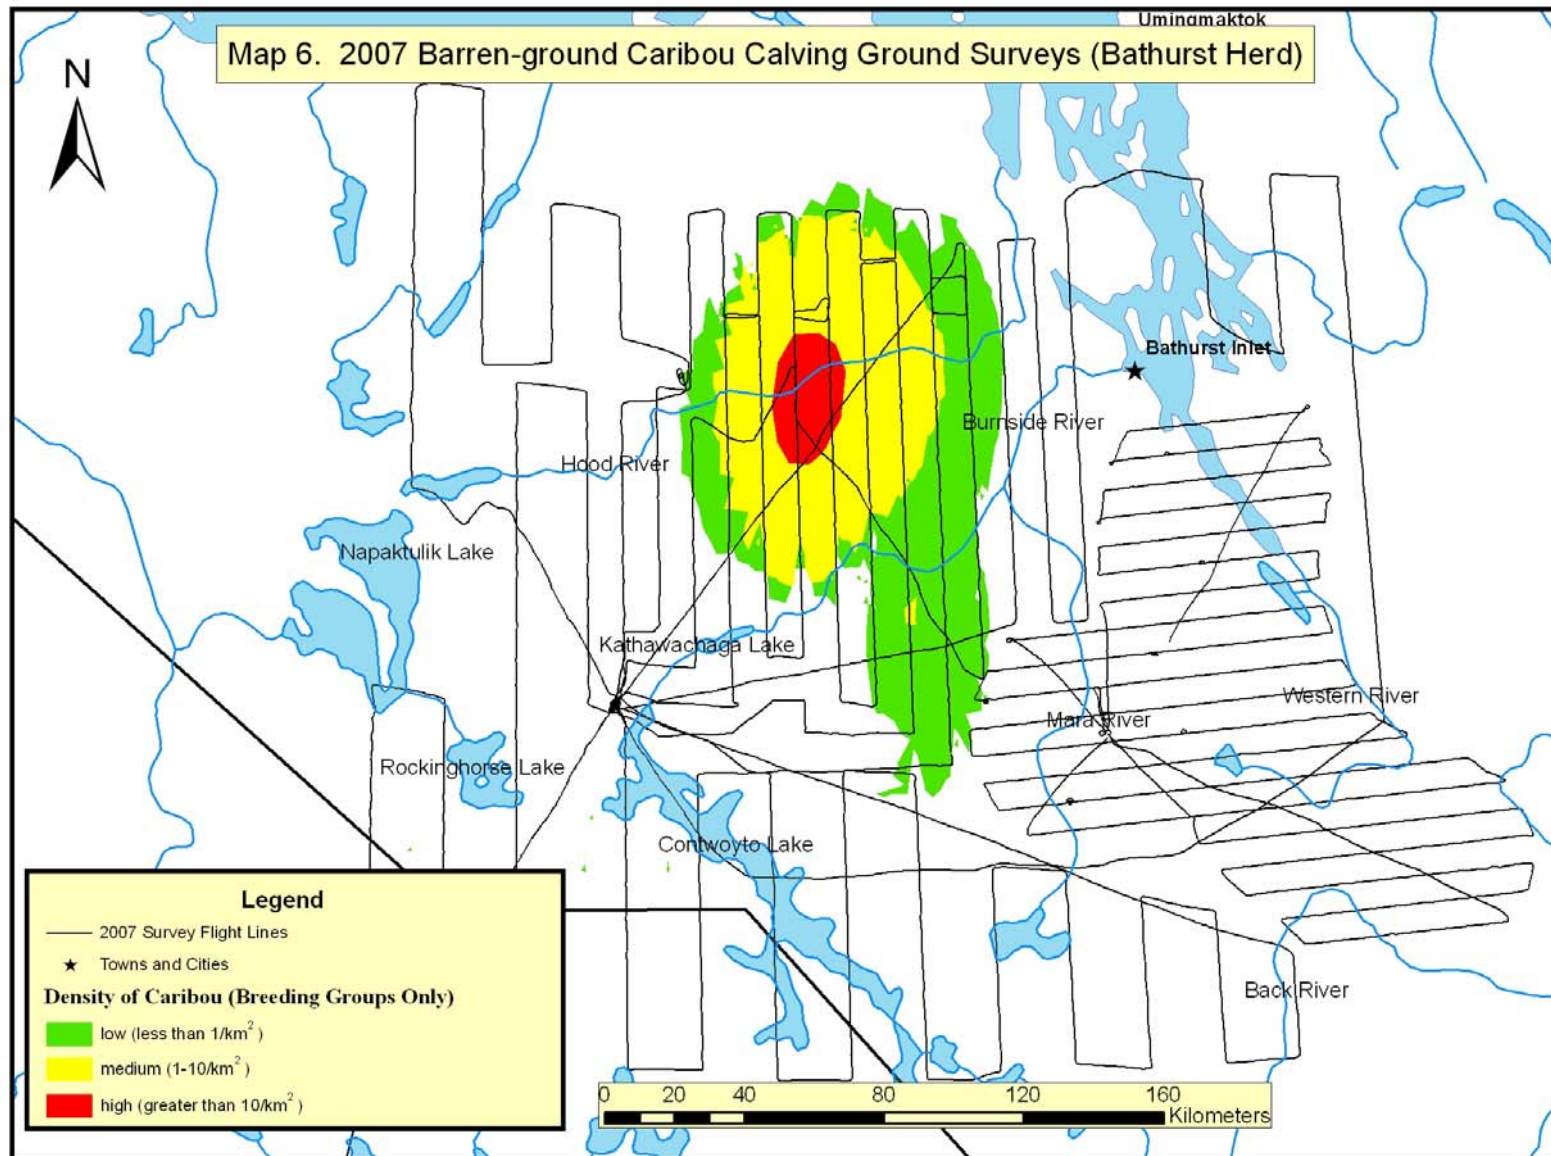 Umingmaktok
Map 6. 2007 Barren-ground Caribou Calving Ground Surveys (Bathurst Herd)
N
Bathurst Inlet
Burnside River
Hood River
Napaktulik Lake
Kathawachaga Lake
Western River
Mara River
Rockinghorse Lake
Contwoyto Lake
Back River
Legend
2007 Survey Flight Lines
Towns and Cities
Density of Caribou (Breeding Groups Only)
low (less than 1/km²)
medium (1-10/km²)
high (greater than 10/km²)
0 20 40 80 120 160
Kilometers